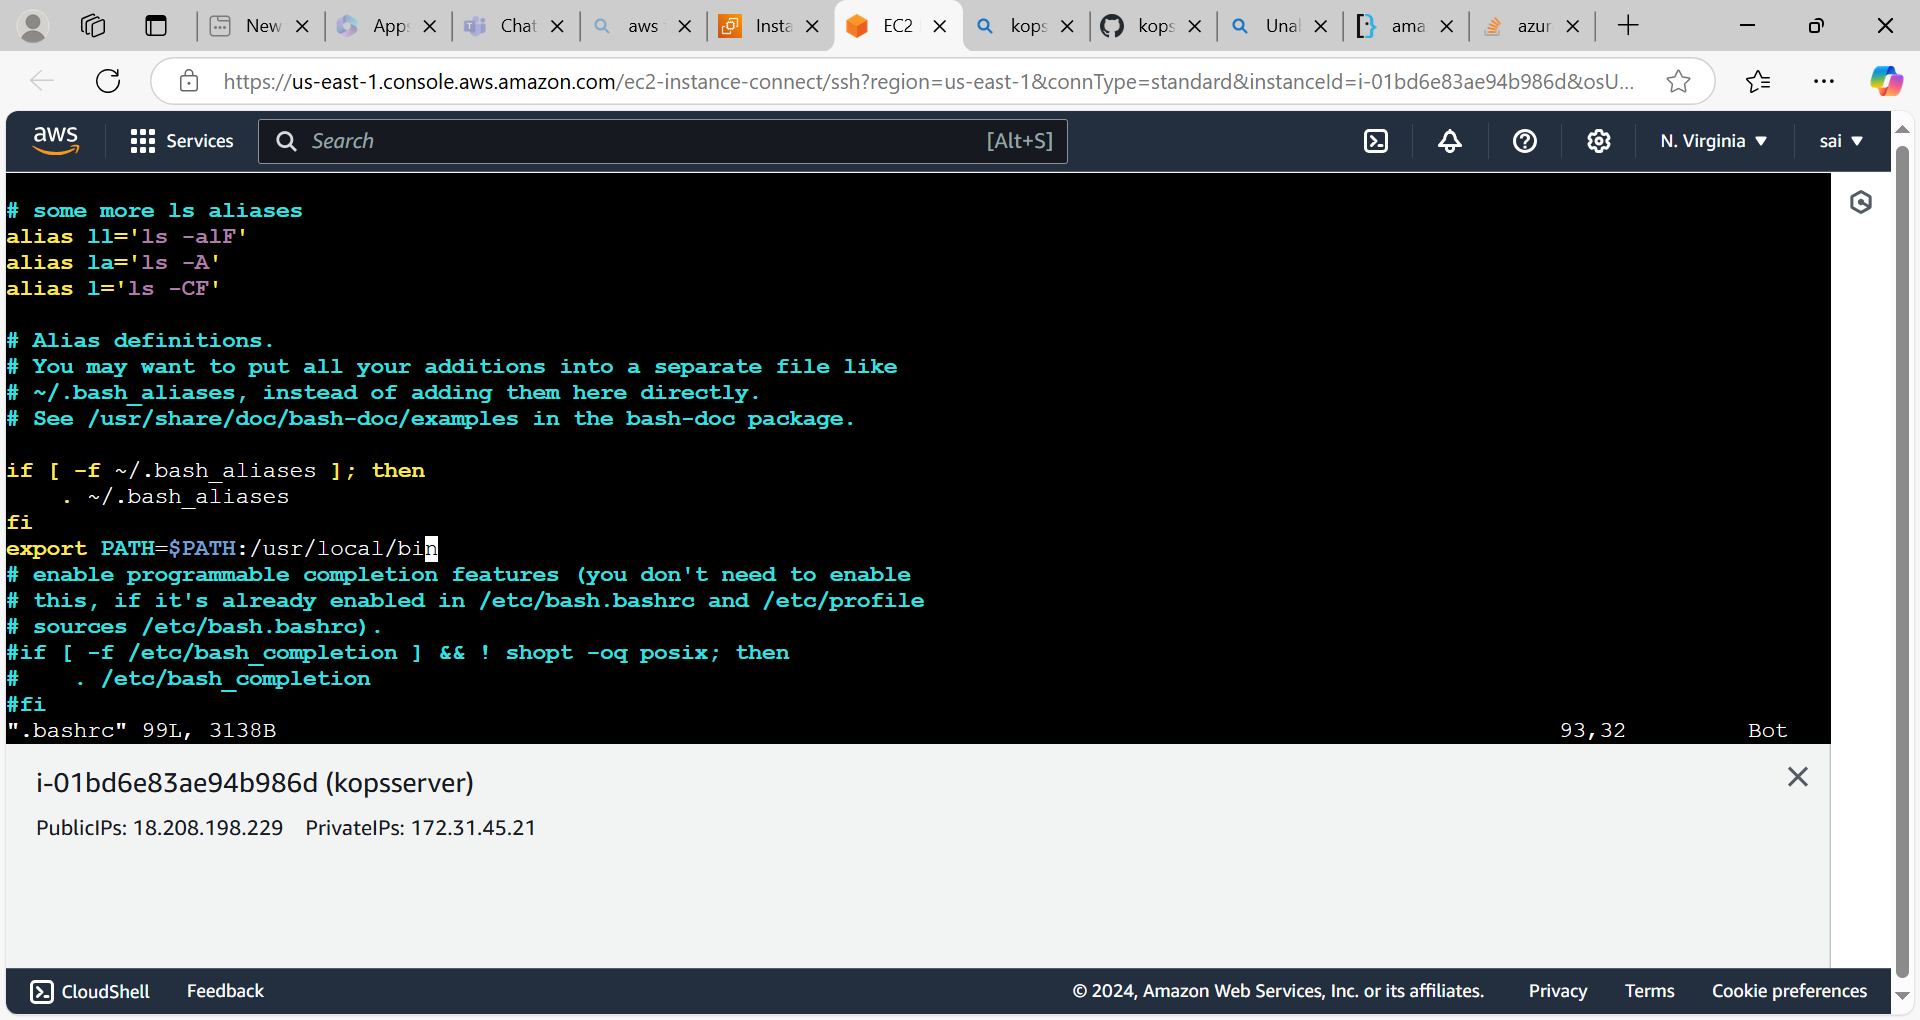 New
Apps
Chat
aws
Insta
EC2
kops
kops
Unal
ama
azur
https://us-east-1.console.aws.amazon.com/ec2-instance-connect/ssh?region=us-east-1&connType=standard&instanceId=i-01bd6e83ae94b986d&osU...
aws
Services
Search
[Alt+S]
N. Virginia
sai
# some more ls aliases
alias ll='ls -alF'
alias la='ls -A'
alias l='ls -CF'
# Alias definitions.
# You may want to put all your additions into a separate file like
# ~/.bash_aliases, instead of adding them here directly.
# See /usr/share/doc/bash-doc/examples in the bash-doc package.
if [ -f ~/.bash_aliases ]; then
    . ~/.bash_aliases
fi
export PATH=$PATH:/usr/local/bin
# enable programmable completion features (you don't need to enable
# this, if it's already enabled in /etc/bash.bashrc and /etc/profile
# sources /etc/bash.bashrc).
#if [ -f /etc/bash_completion ] && ! shopt -oq posix; then
#    . /etc/bash_completion
#fi
".bashrc" 99L, 3138B
93,32
Bot
i-01bd6e83ae94b986d (kopsserver)
PublicIPs: 18.208.198.229 PrivateIPs: 172.31.45.21
CloudShell
Feedback
© 2024, Amazon Web Services, Inc. or its affiliates.
Privacy
Terms
Cookie preferences